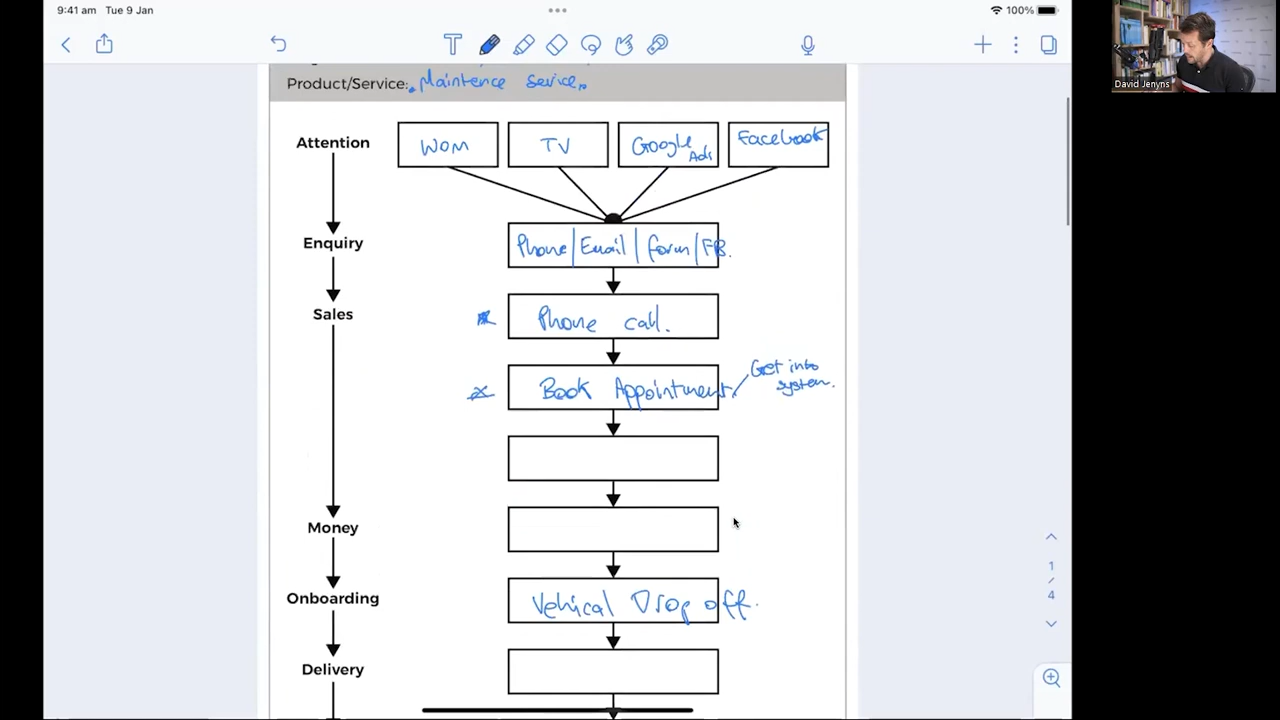 9:41 am Tue 9 Jan
100%
David Jenyns
Product/Service: Maintence Service
Attention
WOM
TV
Google Ads
Facebook
Enquiry
Phone | Email | form | FB.
Sales
Phone call.
Book Appointment
Get into
system.
Money
Onboarding
Vehical Drop off.
Delivery
1
/
4